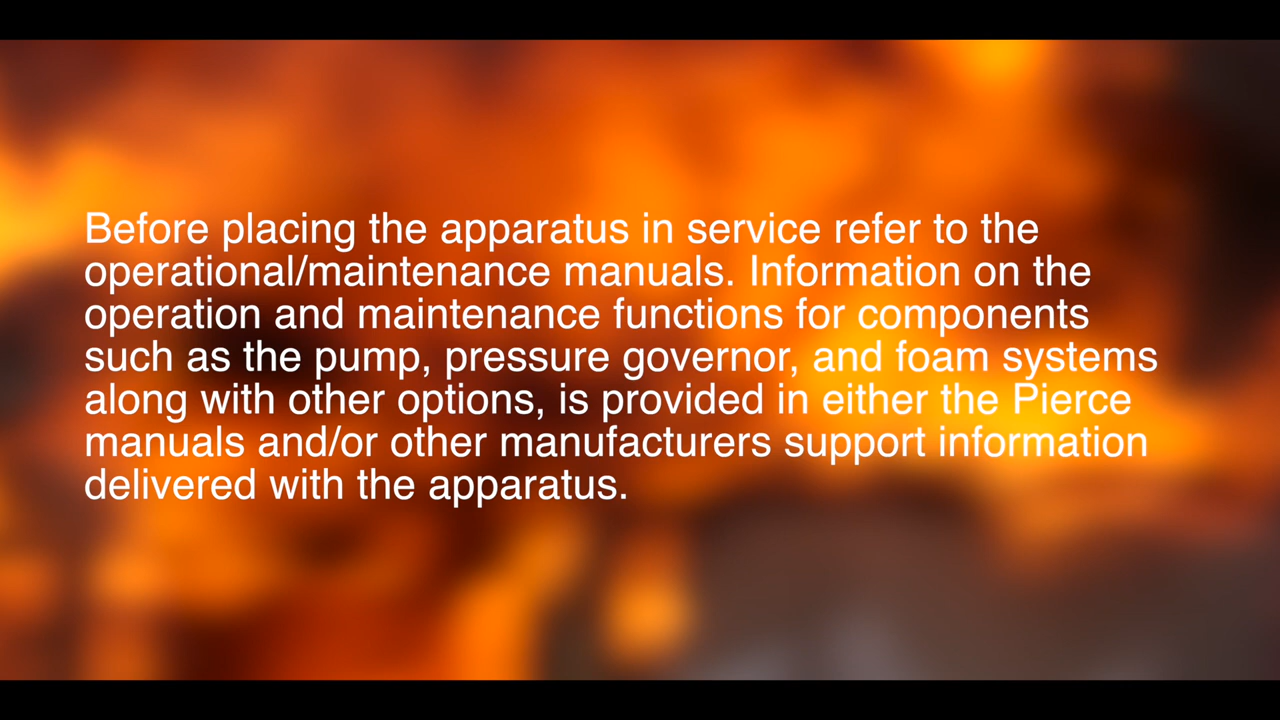 Before placing the apparatus in service refer to the
operational/maintenance manuals. Information on the
operation and maintenance functions for components
such as the pump, pressure governor, and foam systems
along with other options, is provided in either the Pierce
manuals and/or other manufacturers support information
delivered with the apparatus.